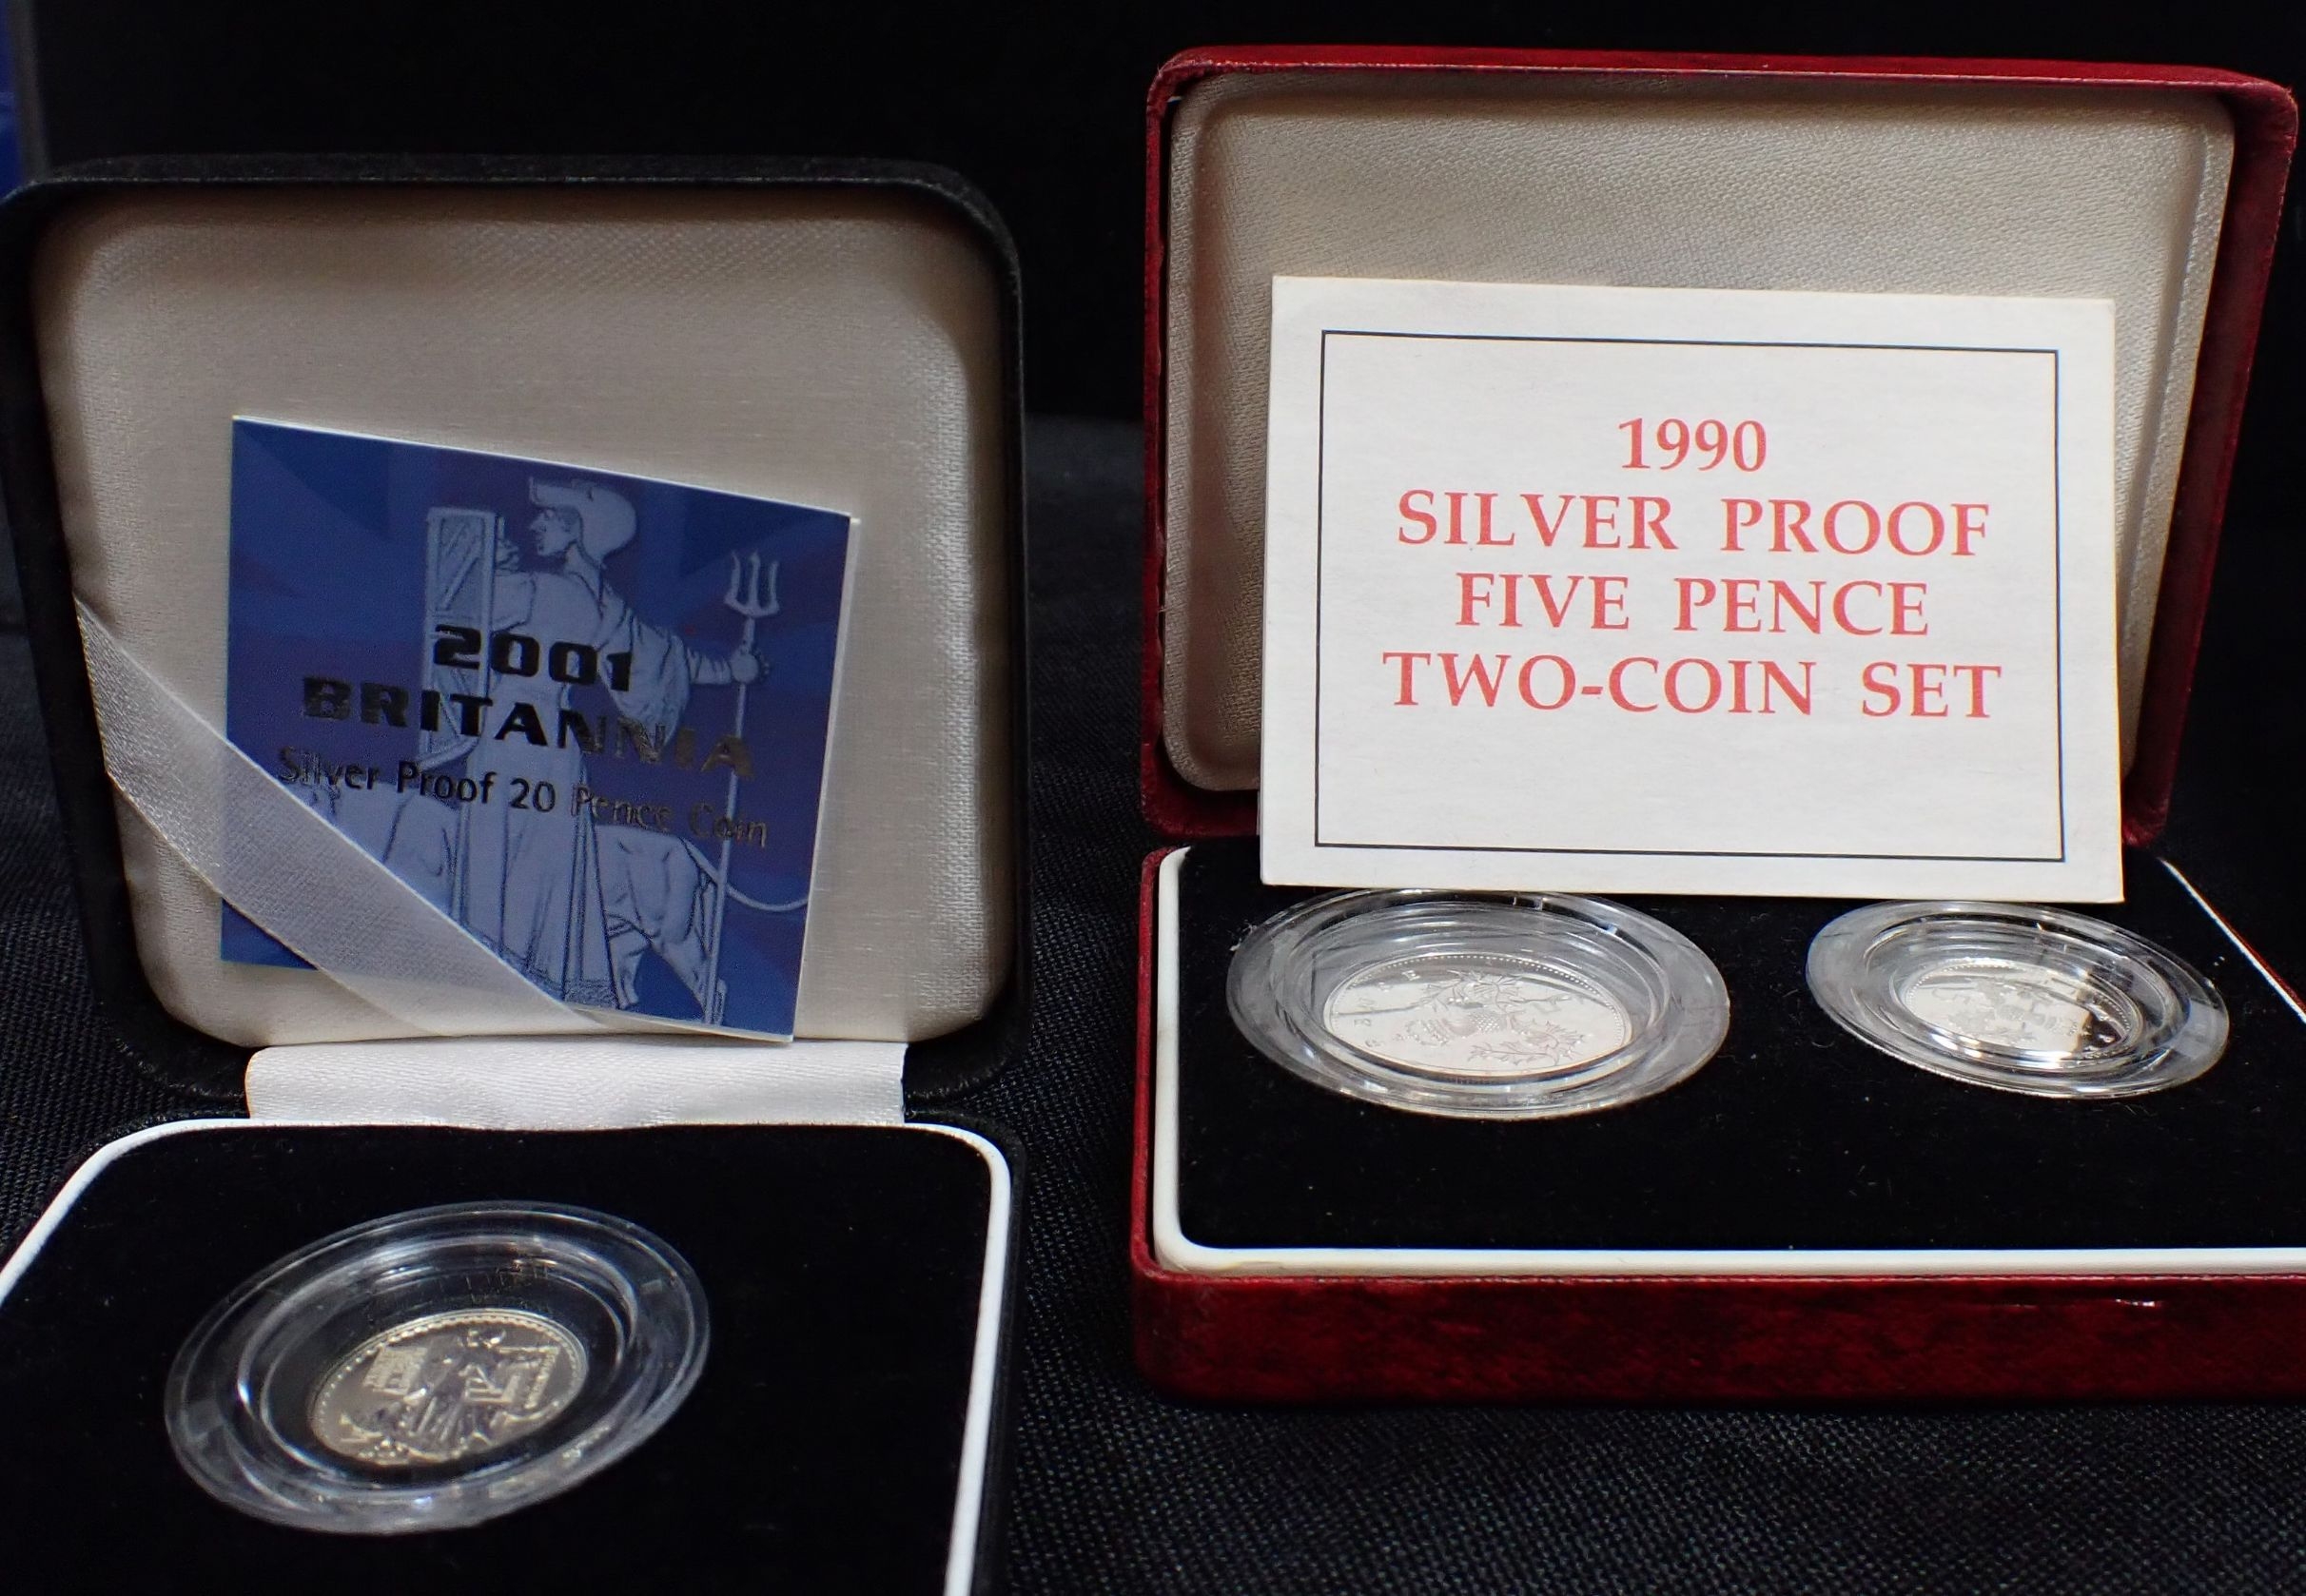 2001
BRITANNIA
Silver Proof 20 Pence Coin
1990
SILVER PROOF
FIVE PENCE
TWO-COIN SET